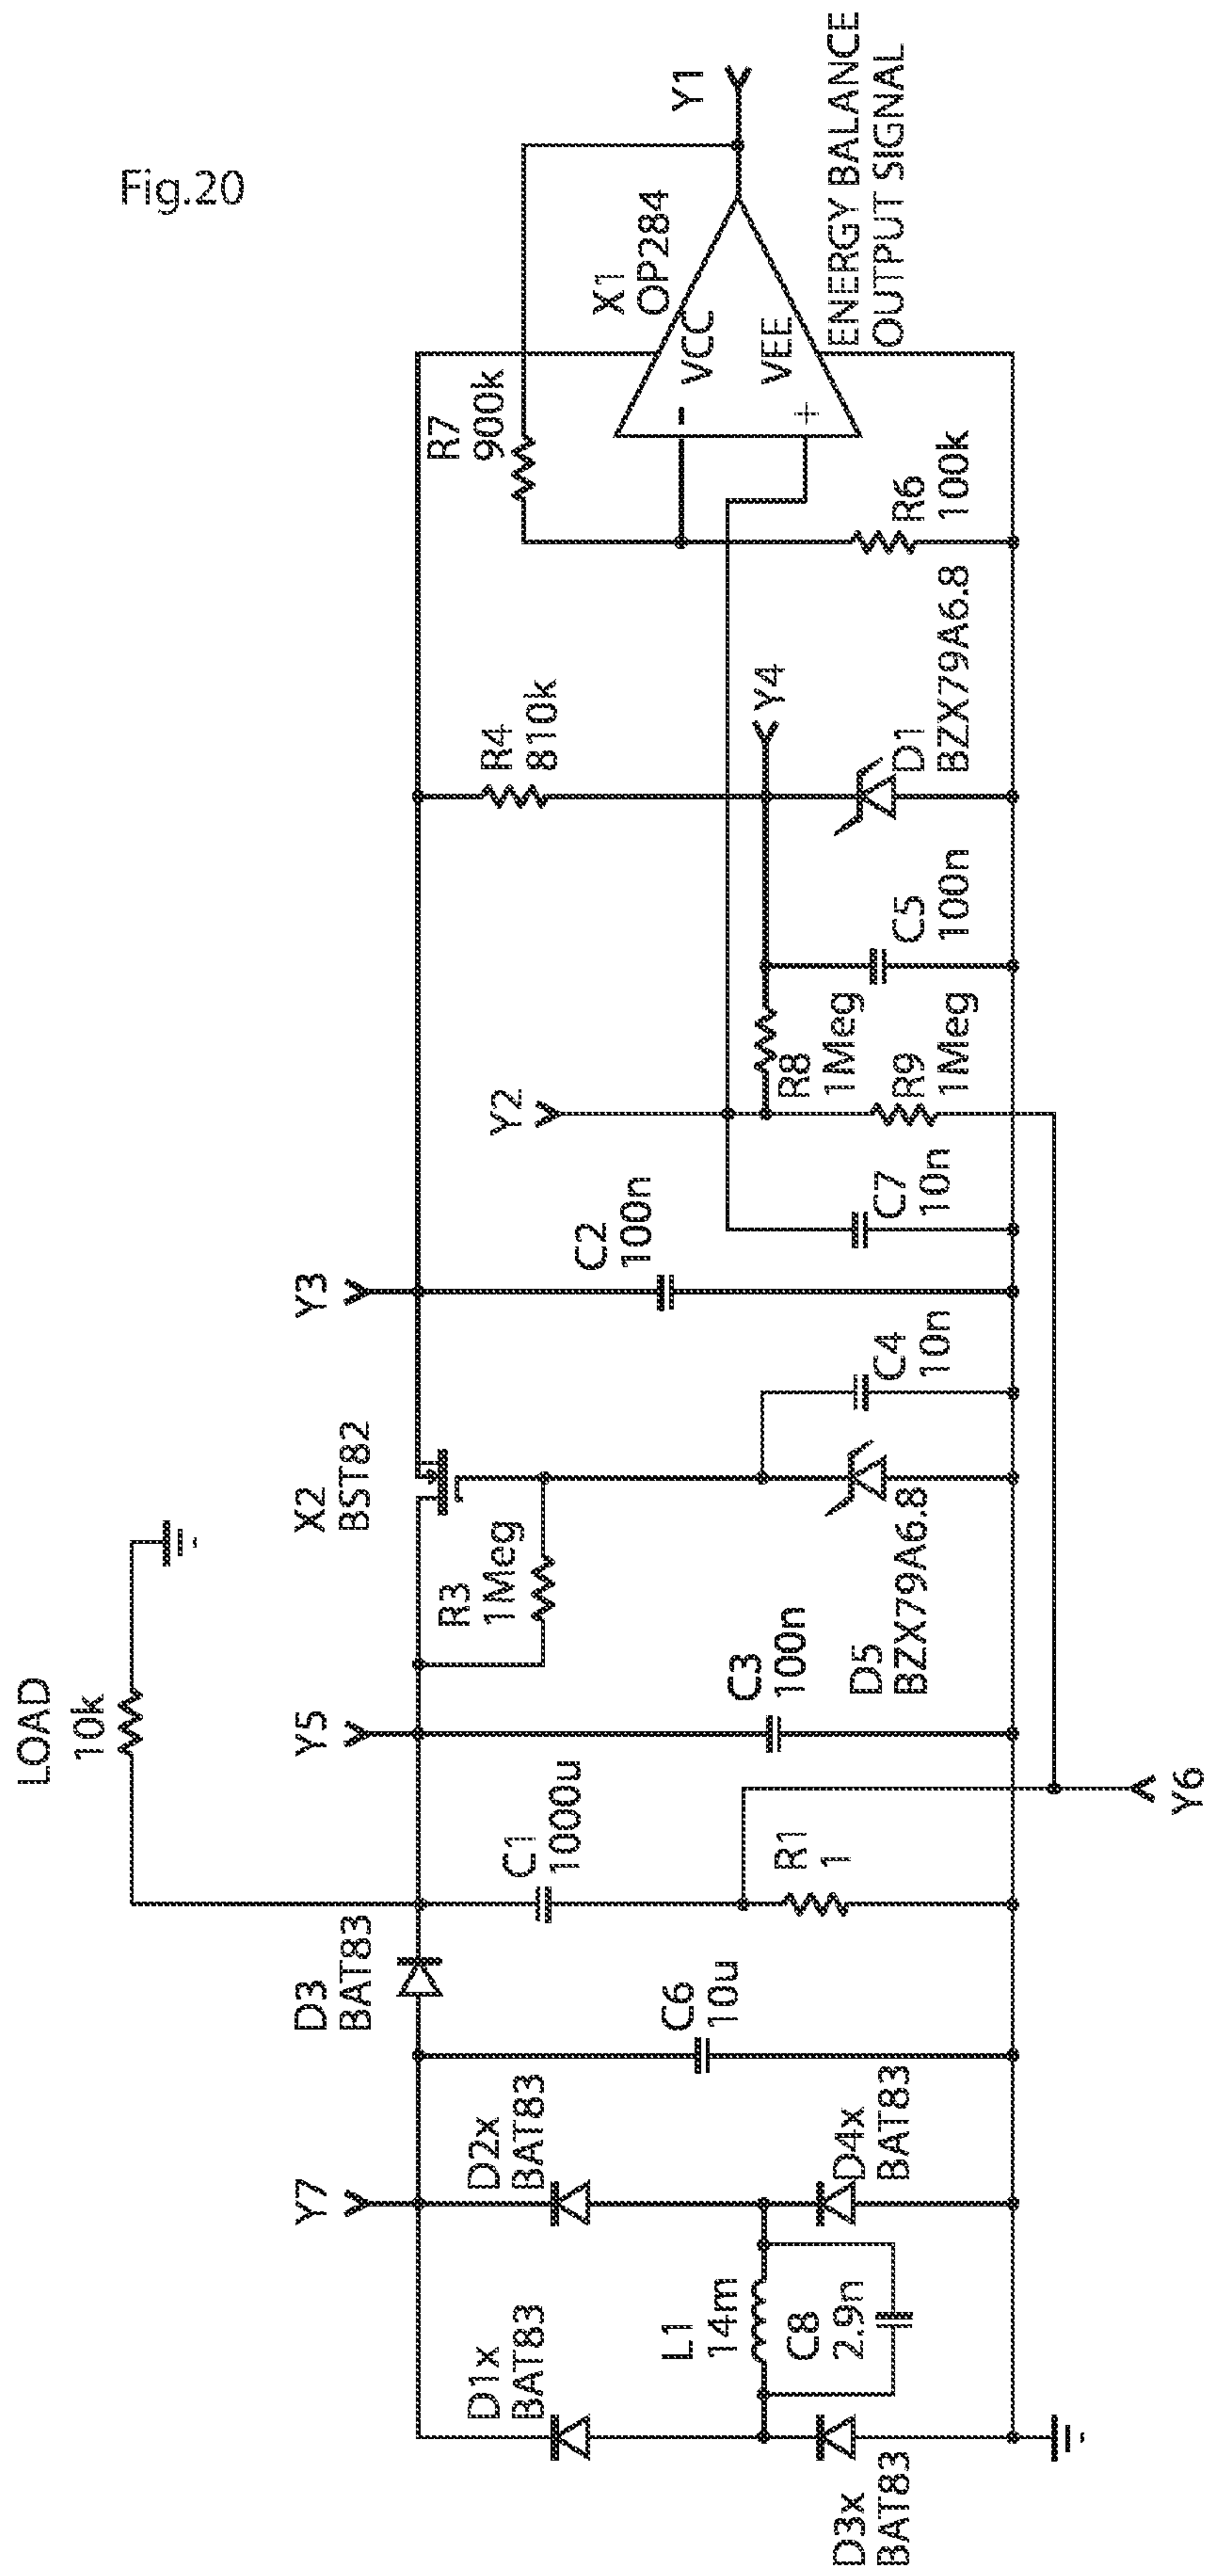 Fig.20
LOAD
10k
D3
BAT83
Y7
D1x
BAT83
D2x
BAT83
L1
14m
C8
2.9n
D3x
BAT83
D4x
BAT83
C6
10u
C1
1000u
R1
1
Y5
C3
100n
R3
1Meg
X2
BST82
D5
BZX79A6.8
C4
10n
Y3
C2
100n
C7
10n
Y2
R8
1Meg
R9
1Meg
C5
100n
Y4
R4
810k
D1
BZX79A6.8
R7
900k
R6
100k
X1
OP284
VCC
VEE
-
+
Y1
ENERGY BALANCE
OUTPUT SIGNAL
Y6